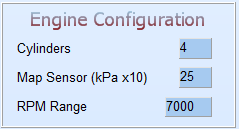 Engine Configuration
Cylinders 4
Map Sensor (kPa x10) 25
RPM Range 7000